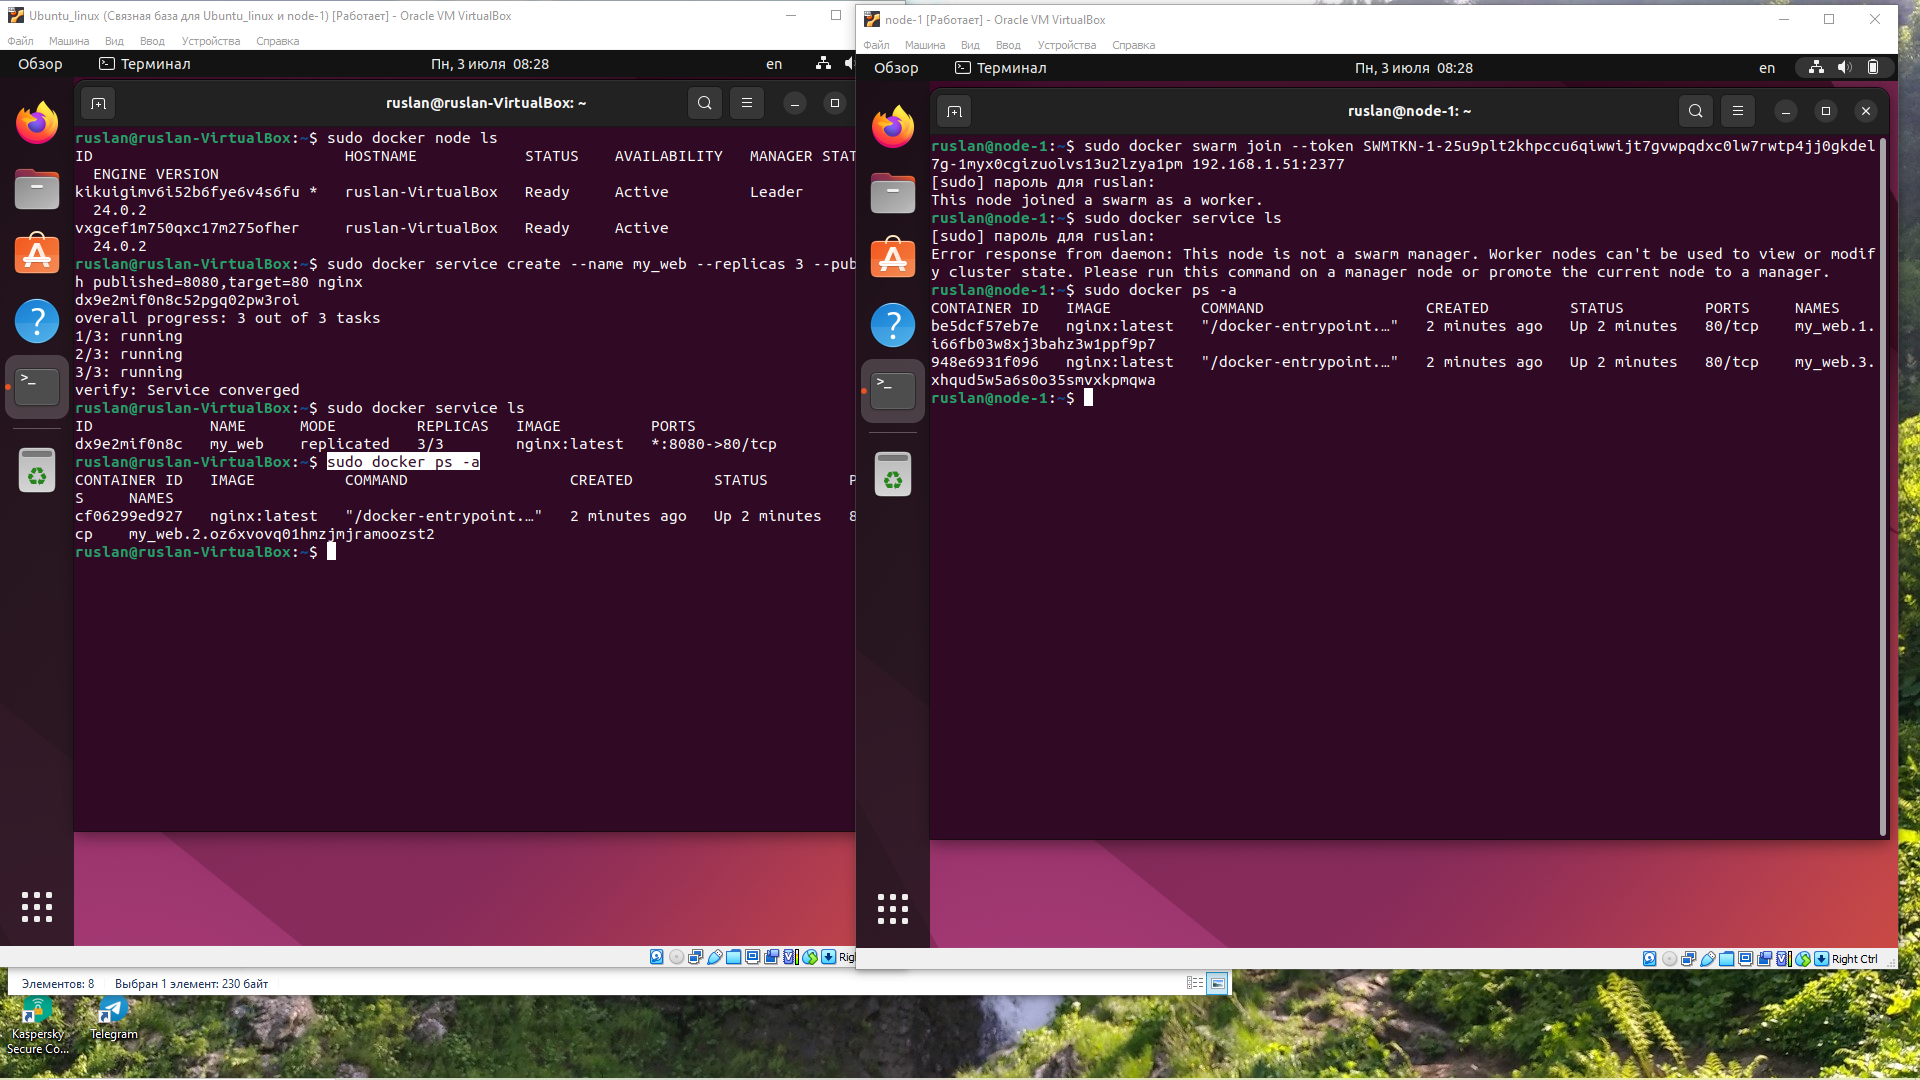 Ubuntu_linux (Связная база для Ubuntu_linux и node-1) [Работает] - Oracle VM VirtualBox
Файл Машина Вид Ввод Устройства Справка
Обзор Терминал Пн, 3 июля 08:28 en
ruslan@ruslan-VirtualBox: ~
ruslan@ruslan-VirtualBox:~$ sudo docker node ls
ID HOSTNAME STATUS AVAILABILITY MANAGER STAT
ENGINE VERSION
kikuigimv6i52b6fye6v4s6fu * ruslan-VirtualBox Ready Active Leader
24.0.2
vxgcef1m750qxc17m275ofher ruslan-VirtualBox Ready Active
24.0.2
ruslan@ruslan-VirtualBox:~$ sudo docker service create --name my_web --replicas 3 --pub
h published=8080,target=80 nginx
dx9e2mif0n8c52pgq02pw3roi
overall progress: 3 out of 3 tasks
1/3: running
2/3: running
3/3: running
verify: Service converged
ruslan@ruslan-VirtualBox:~$ sudo docker service ls
ID NAME MODE REPLICAS IMAGE PORTS
dx9e2mif0n8c my_web replicated 3/3 nginx:latest *:8080->80/tcp
ruslan@ruslan-VirtualBox:~$ sudo docker ps -a
CONTAINER ID IMAGE COMMAND CREATED STATUS P
S NAMES
cf06299ed927 nginx:latest "/docker-entrypoint.…" 2 minutes ago Up 2 minutes 8
cp my_web.2.oz6xvovq01hmzjmjramoozst2
ruslan@ruslan-VirtualBox:~$
Righ
node-1 [Работает] - Oracle VM VirtualBox
Файл Машина Вид Ввод Устройства Справка
Обзор Терминал Пн, 3 июля 08:28 en
ruslan@node-1: ~
ruslan@node-1:~$ sudo docker swarm join --token SWMTKN-1-25u9plt2khpccu6qiwwijt7gvwpqdxc0lw7rwtp4jj0gkdel
7g-1myx0cgizuolvs13u2lzya1pm 192.168.1.51:2377
[sudo] пароль для ruslan:
This node joined a swarm as a worker.
ruslan@node-1:~$ sudo docker service ls
[sudo] пароль для ruslan:
Error response from daemon: This node is not a swarm manager. Worker nodes can't be used to view or modif
y cluster state. Please run this command on a manager node or promote the current node to a manager.
ruslan@node-1:~$ sudo docker ps -a
CONTAINER ID IMAGE COMMAND CREATED STATUS PORTS NAMES
be5dcf57eb7e nginx:latest "/docker-entrypoint.…" 2 minutes ago Up 2 minutes 80/tcp my_web.1.
i66fb03w8xj3bahz3w1ppf9p7
948e6931f096 nginx:latest "/docker-entrypoint.…" 2 minutes ago Up 2 minutes 80/tcp my_web.3.
xhqud5w5a6s0o35smvxkpmqwa
ruslan@node-1:~$
Right Ctrl
Элементов: 8 Выбран 1 элемент: 230 байт
Kaspersky
Secure Co...
Telegram